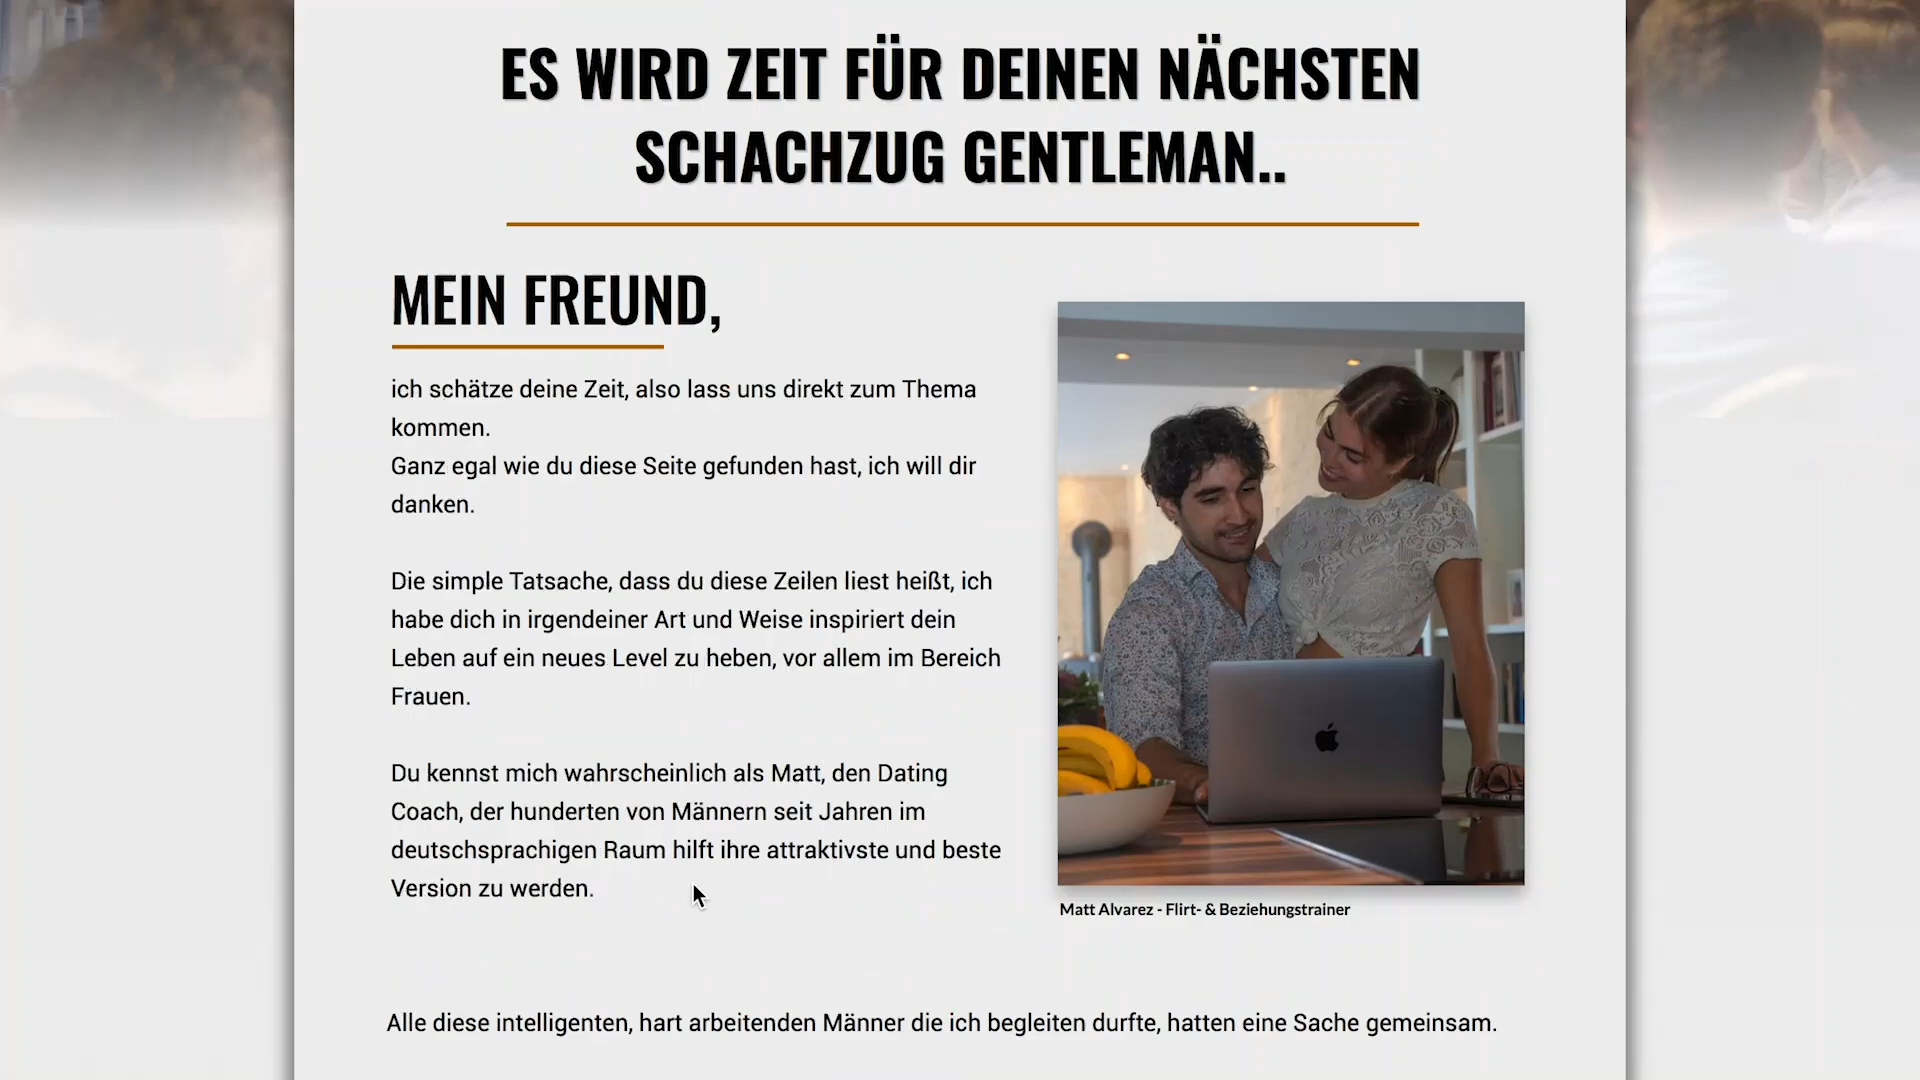 ES WIRD ZEIT FÜR DEINEN NÄCHSTEN
SCHACHZUG GENTLEMAN..
MEIN FREUND,
ich schätze deine Zeit, also lass uns direkt zum Thema
kommen.
Ganz egal wie du diese Seite gefunden hast, ich will dir
danken.
Die simple Tatsache, dass du diese Zeilen liest heißt, ich
habe dich in irgendeiner Art und Weise inspiriert dein
Leben auf ein neues Level zu heben, vor allem im Bereich
Frauen.
Du kennst mich wahrscheinlich als Matt, den Dating
Coach, der hunderten von Männern seit Jahren im
deutschsprachigen Raum hilft ihre attraktivste und beste
Version zu werden.
Matt Alvarez - Flirt- & Beziehungstrainer
Alle diese intelligenten, hart arbeitenden Männer die ich begleiten durfte, hatten eine Sache gemeinsam.